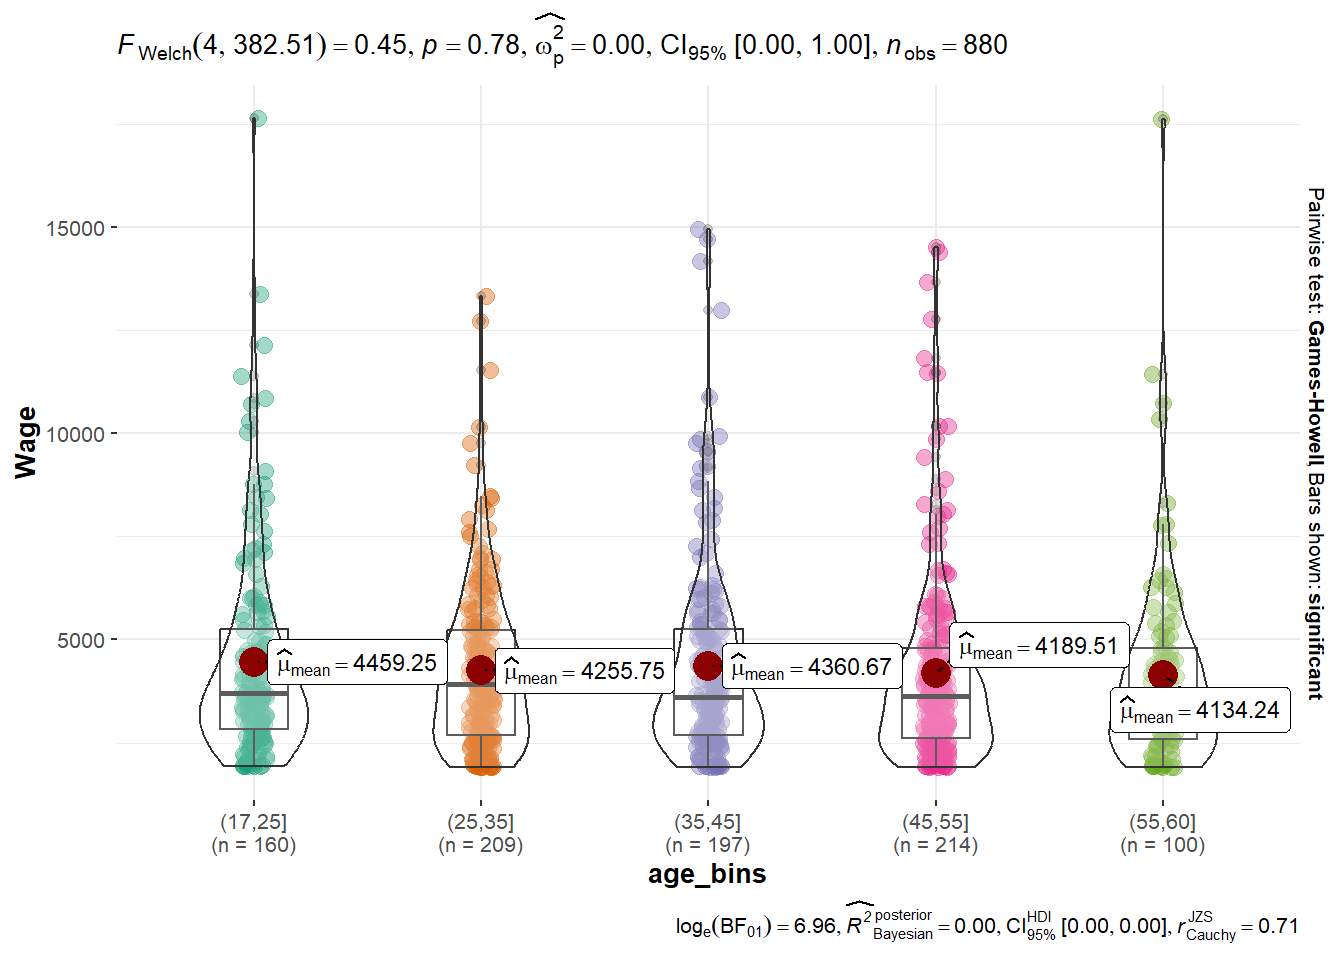 F Welch(4, 382.51) = 0.45, p = 0.78, ω̂²p = 0.00, CI95% [0.00, 1.00], nobs = 880
Wage
15000
10000
5000
μ̂mean = 4459.25
μ̂mean = 4255.75
μ̂mean = 4360.67
μ̂mean = 4189.51
μ̂mean = 4134.24
Pairwise test: Games-Howell, Bars shown: significant
(17,25] (25,35] (35,45] (45,55] (55,60]
(n = 160) (n = 209) (n = 197) (n = 214) (n = 100)
age_bins
loge(BF01) = 6.96, R̂² posterior Bayesian = 0.00, CI HDI 95% [0.00, 0.00], r JZS Cauchy = 0.71